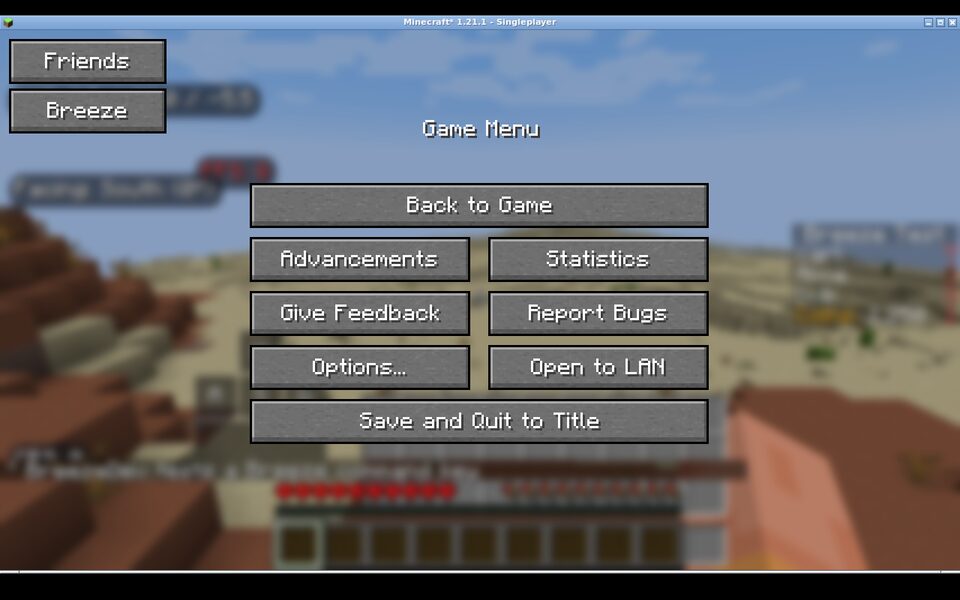 Minecraft* 1.21.1 - Singleplayer
Friends
Breeze
Game Menu
Back to Game
Advancements
Statistics
Give Feedback
Report Bugs
Options...
Open to LAN
Save and Quit to Title